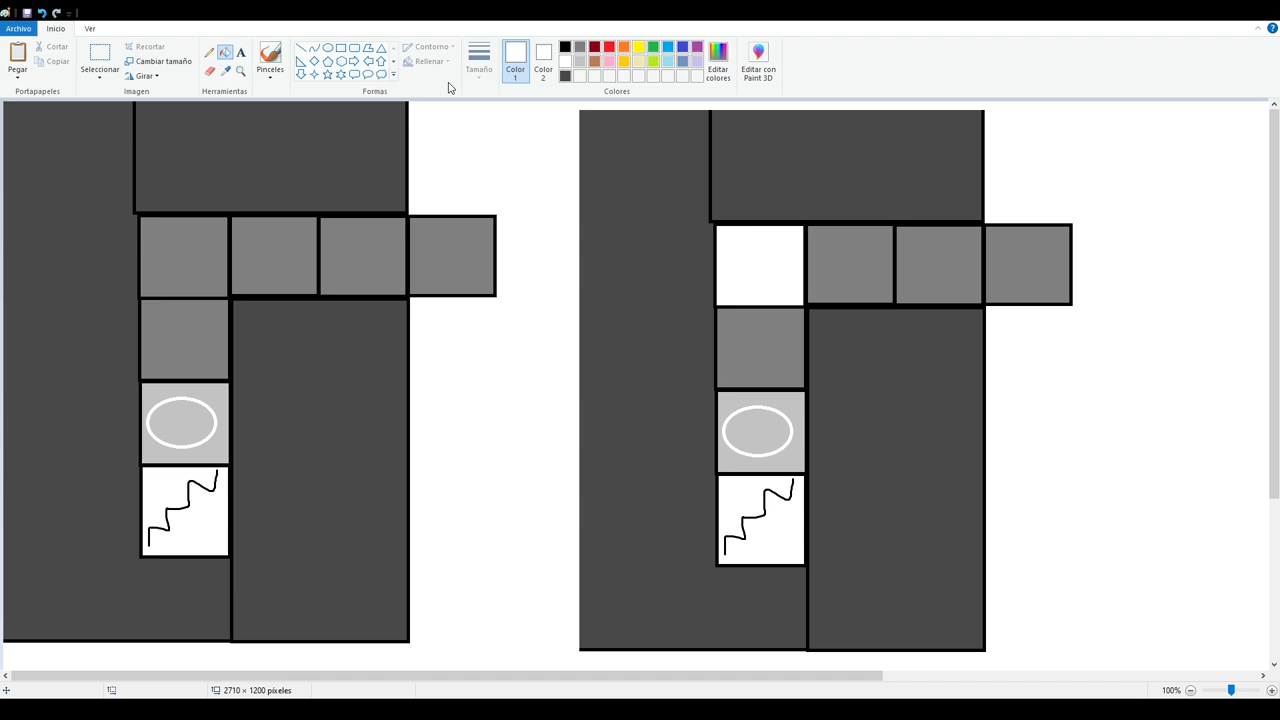 Archivo Inicio Ver
Pegar
Cortar
Copiar
Portapapeles
Seleccionar
Recortar
Cambiar tamaño
Girar
Imagen
A
Herramientas
Pinceles
Formas
Contorno
Rellenar
Tamaño
Color
1
Color
2
Colores
Editar
colores
Editar con
Paint 3D
2710 × 1200 píxeles
100%